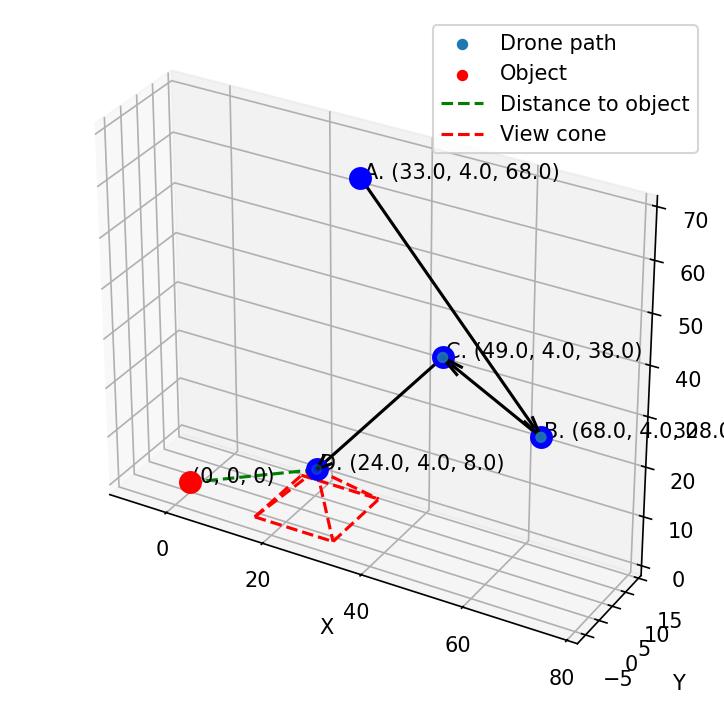 Drone path
Object
Distance to object
View cone
A. (33.0, 4.0, 68.0)
C. (49.0, 4.0, 38.0)
B. (68.0, 4.0, 28.0)
D. (24.0, 4.0, 8.0)
(0, 0, 0)
70
60
50
40
30
20
10
0
0
20
40
60
80
X
15
10
5
0
−5
Y